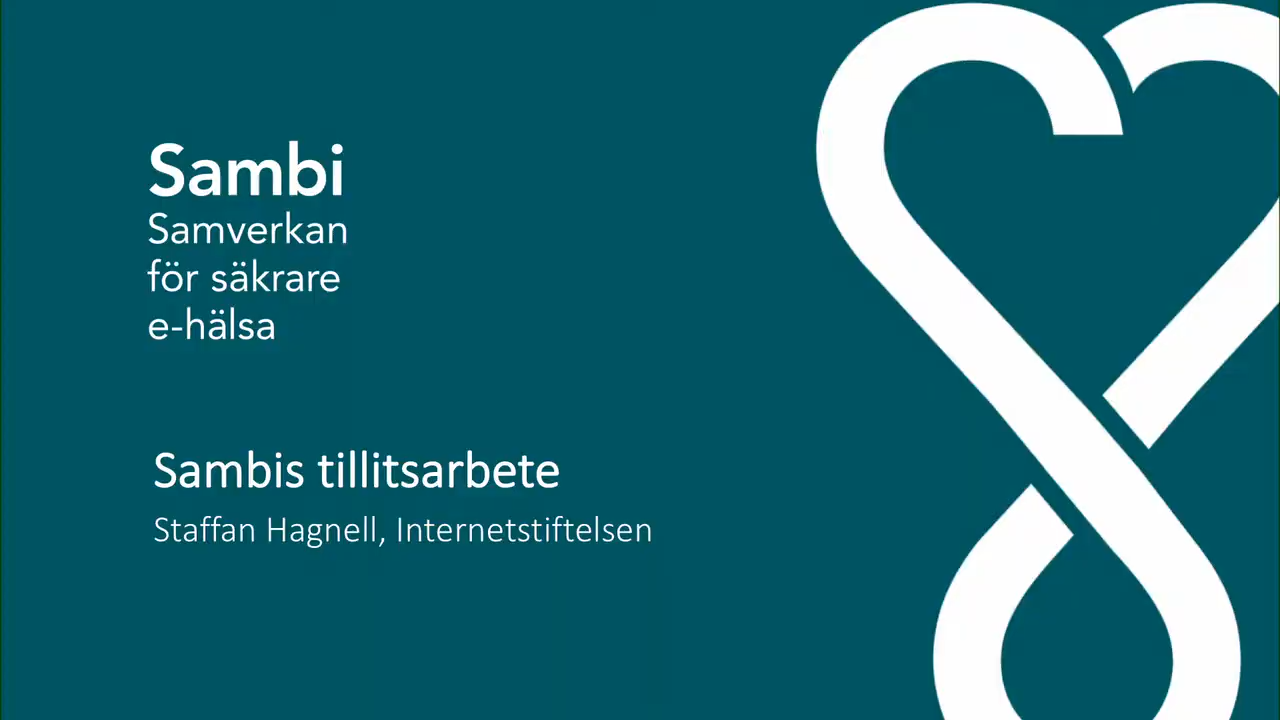 Sambi
Samverkan
för säkrare
e-hälsa
Sambis tillitsarbete
Staffan Hagnell, Internetstiftelsen